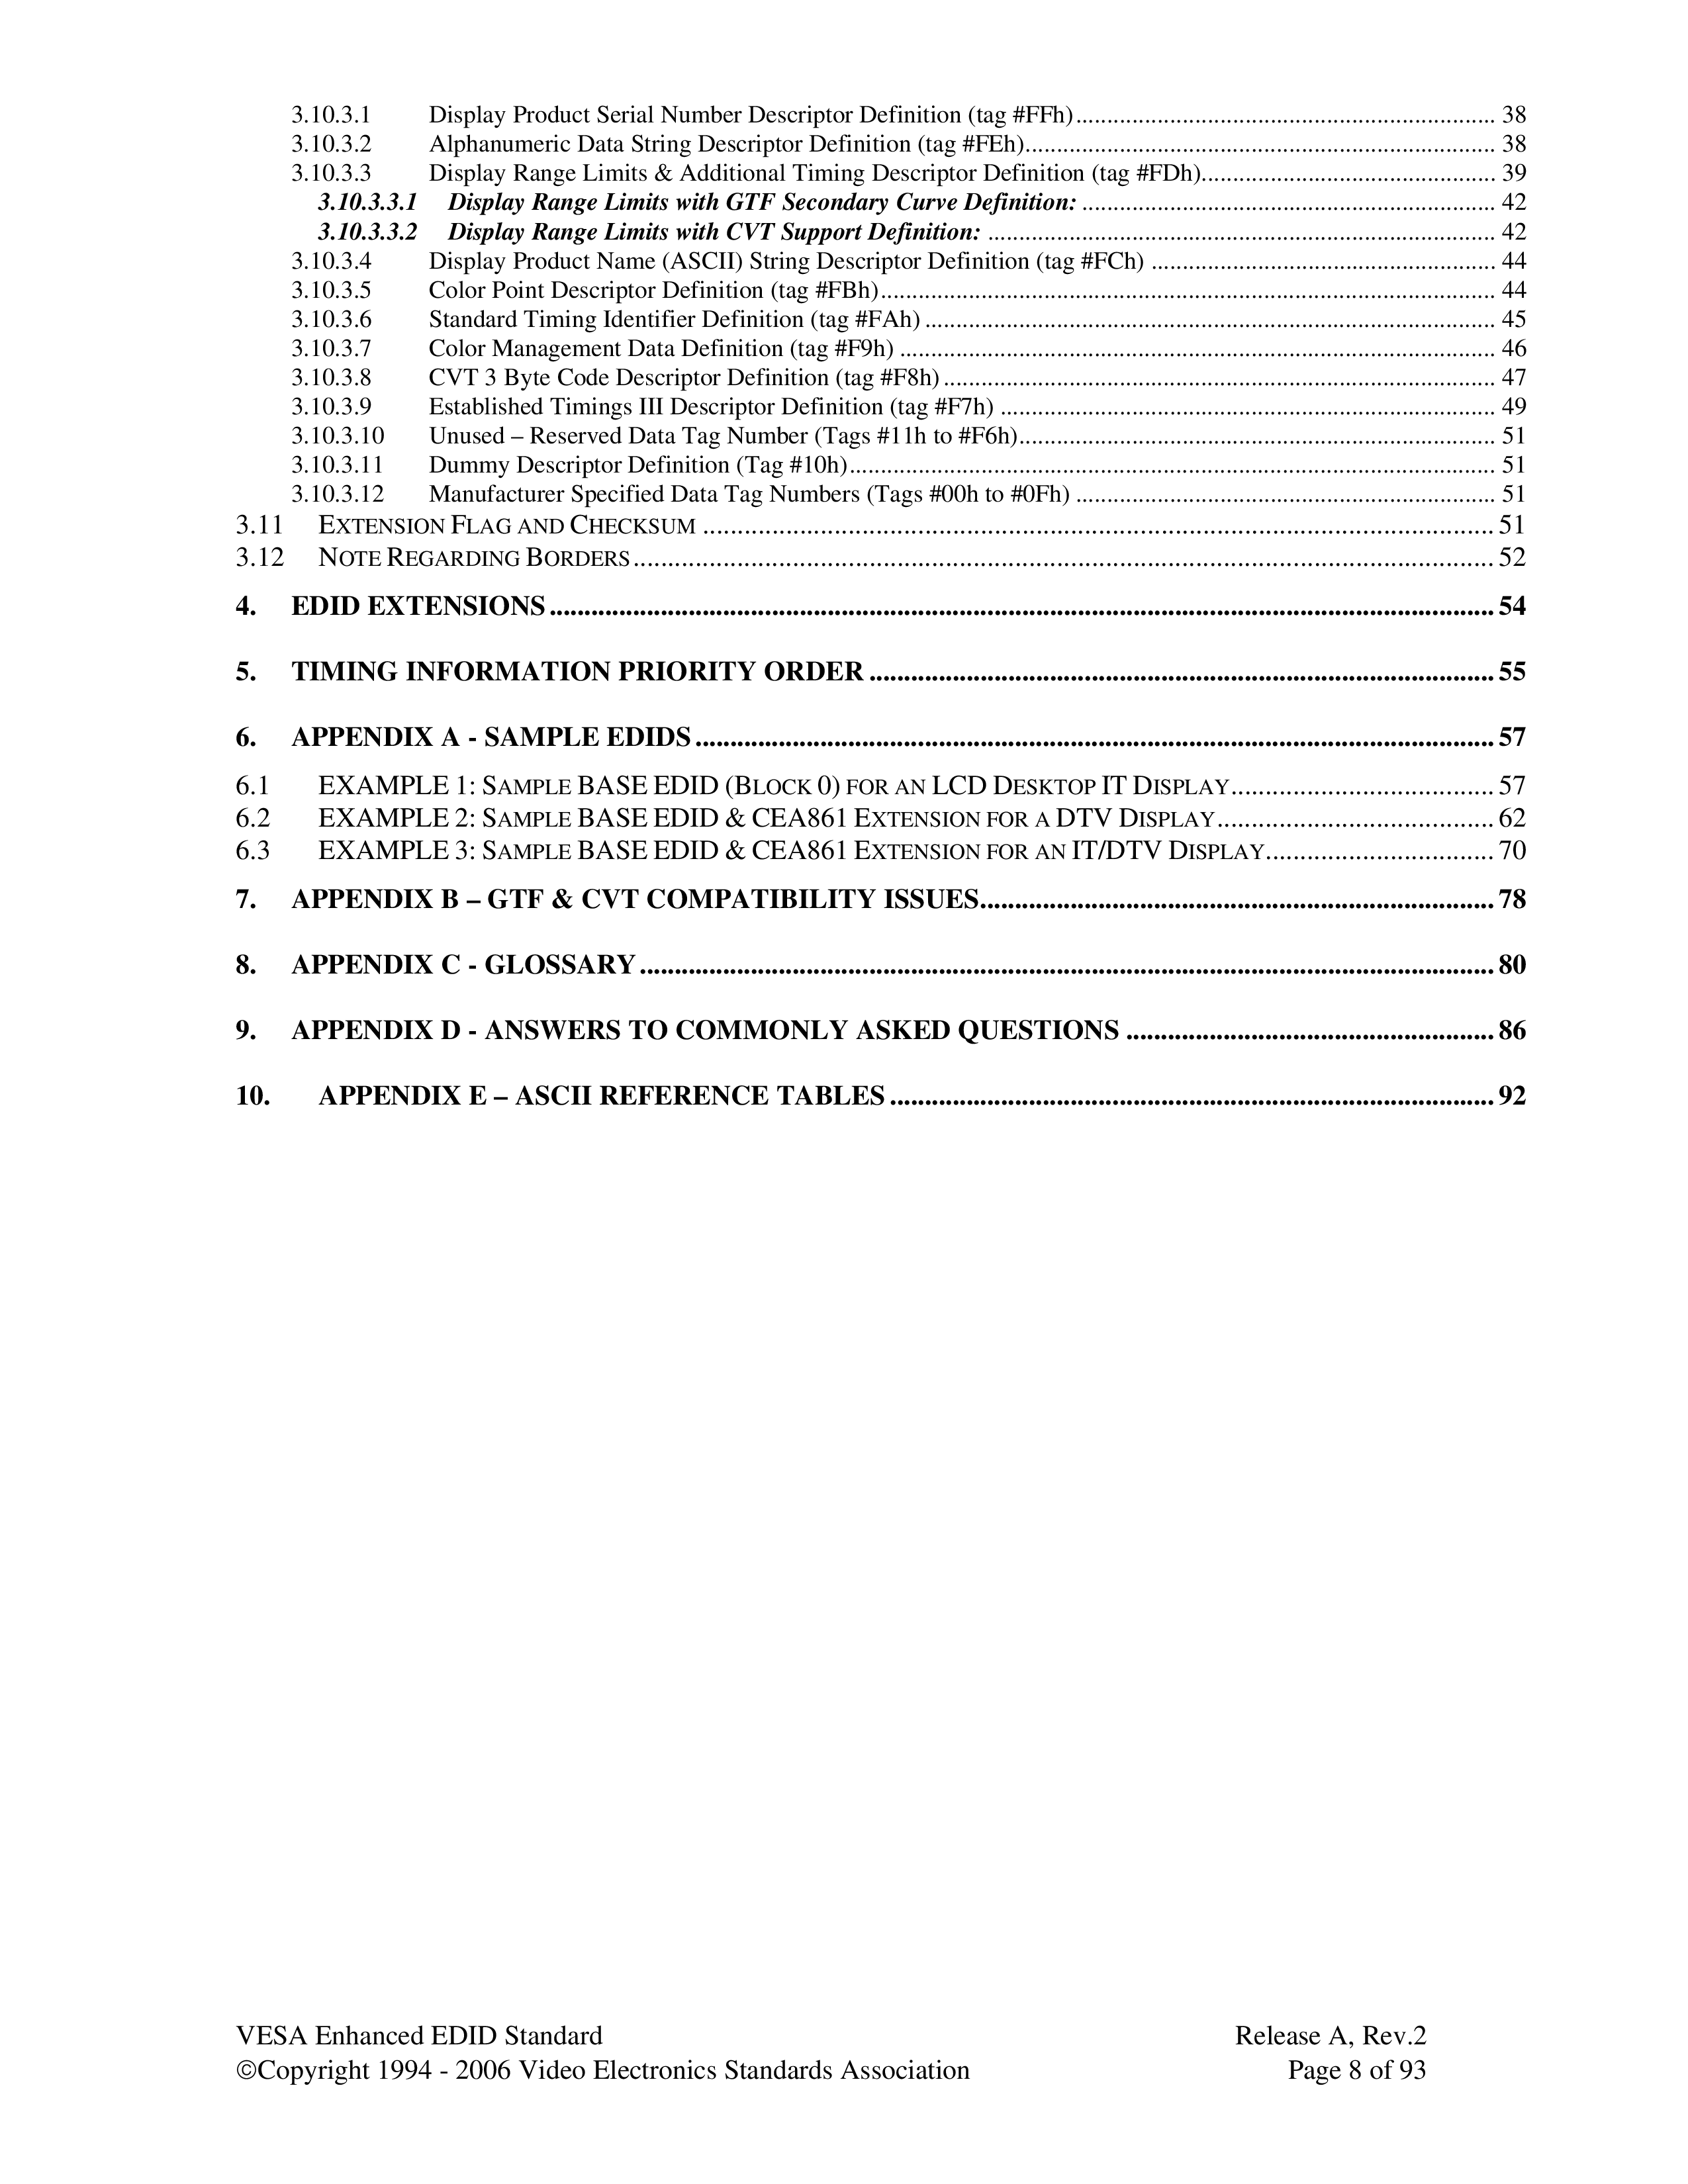 3.10.3.1 Display Product Serial Number Descriptor Definition (tag #FFh)........ 38
3.10.3.2 Alphanumeric Data String Descriptor Definition (tag #FEh)........ 38
3.10.3.3 Display Range Limits & Additional Timing Descriptor Definition (tag #FDh)........ 39
3.10.3.3.1 Display Range Limits with GTF Secondary Curve Definition: ........ 42
3.10.3.3.2 Display Range Limits with CVT Support Definition: ........ 42
3.10.3.4 Display Product Name (ASCII) String Descriptor Definition (tag #FCh) ........ 44
3.10.3.5 Color Point Descriptor Definition (tag #FBh)........ 44
3.10.3.6 Standard Timing Identifier Definition (tag #FAh) ........ 45
3.10.3.7 Color Management Data Definition (tag #F9h) ........ 46
3.10.3.8 CVT 3 Byte Code Descriptor Definition (tag #F8h) ........ 47
3.10.3.9 Established Timings III Descriptor Definition (tag #F7h) ........ 49
3.10.3.10 Unused – Reserved Data Tag Number (Tags #11h to #F6h)........ 51
3.10.3.11 Dummy Descriptor Definition (Tag #10h)........ 51
3.10.3.12 Manufacturer Specified Data Tag Numbers (Tags #00h to #0Fh) ........ 51
3.11 EXTENSION FLAG AND CHECKSUM ........ 51
3.12 NOTE REGARDING BORDERS ........ 52
4. EDID EXTENSIONS ........ 54
5. TIMING INFORMATION PRIORITY ORDER ........ 55
6. APPENDIX A - SAMPLE EDIDS ........ 57
6.1 EXAMPLE 1: SAMPLE BASE EDID (BLOCK 0) FOR AN LCD DESKTOP IT DISPLAY ........ 57
6.2 EXAMPLE 2: SAMPLE BASE EDID & CEA861 EXTENSION FOR A DTV DISPLAY ........ 62
6.3 EXAMPLE 3: SAMPLE BASE EDID & CEA861 EXTENSION FOR AN IT/DTV DISPLAY ........ 70
7. APPENDIX B – GTF & CVT COMPATIBILITY ISSUES ........ 78
8. APPENDIX C - GLOSSARY ........ 80
9. APPENDIX D - ANSWERS TO COMMONLY ASKED QUESTIONS ........ 86
10. APPENDIX E – ASCII REFERENCE TABLES ........ 92
VESA Enhanced EDID Standard Release A, Rev.2
©Copyright 1994 - 2006 Video Electronics Standards Association Page 8 of 93